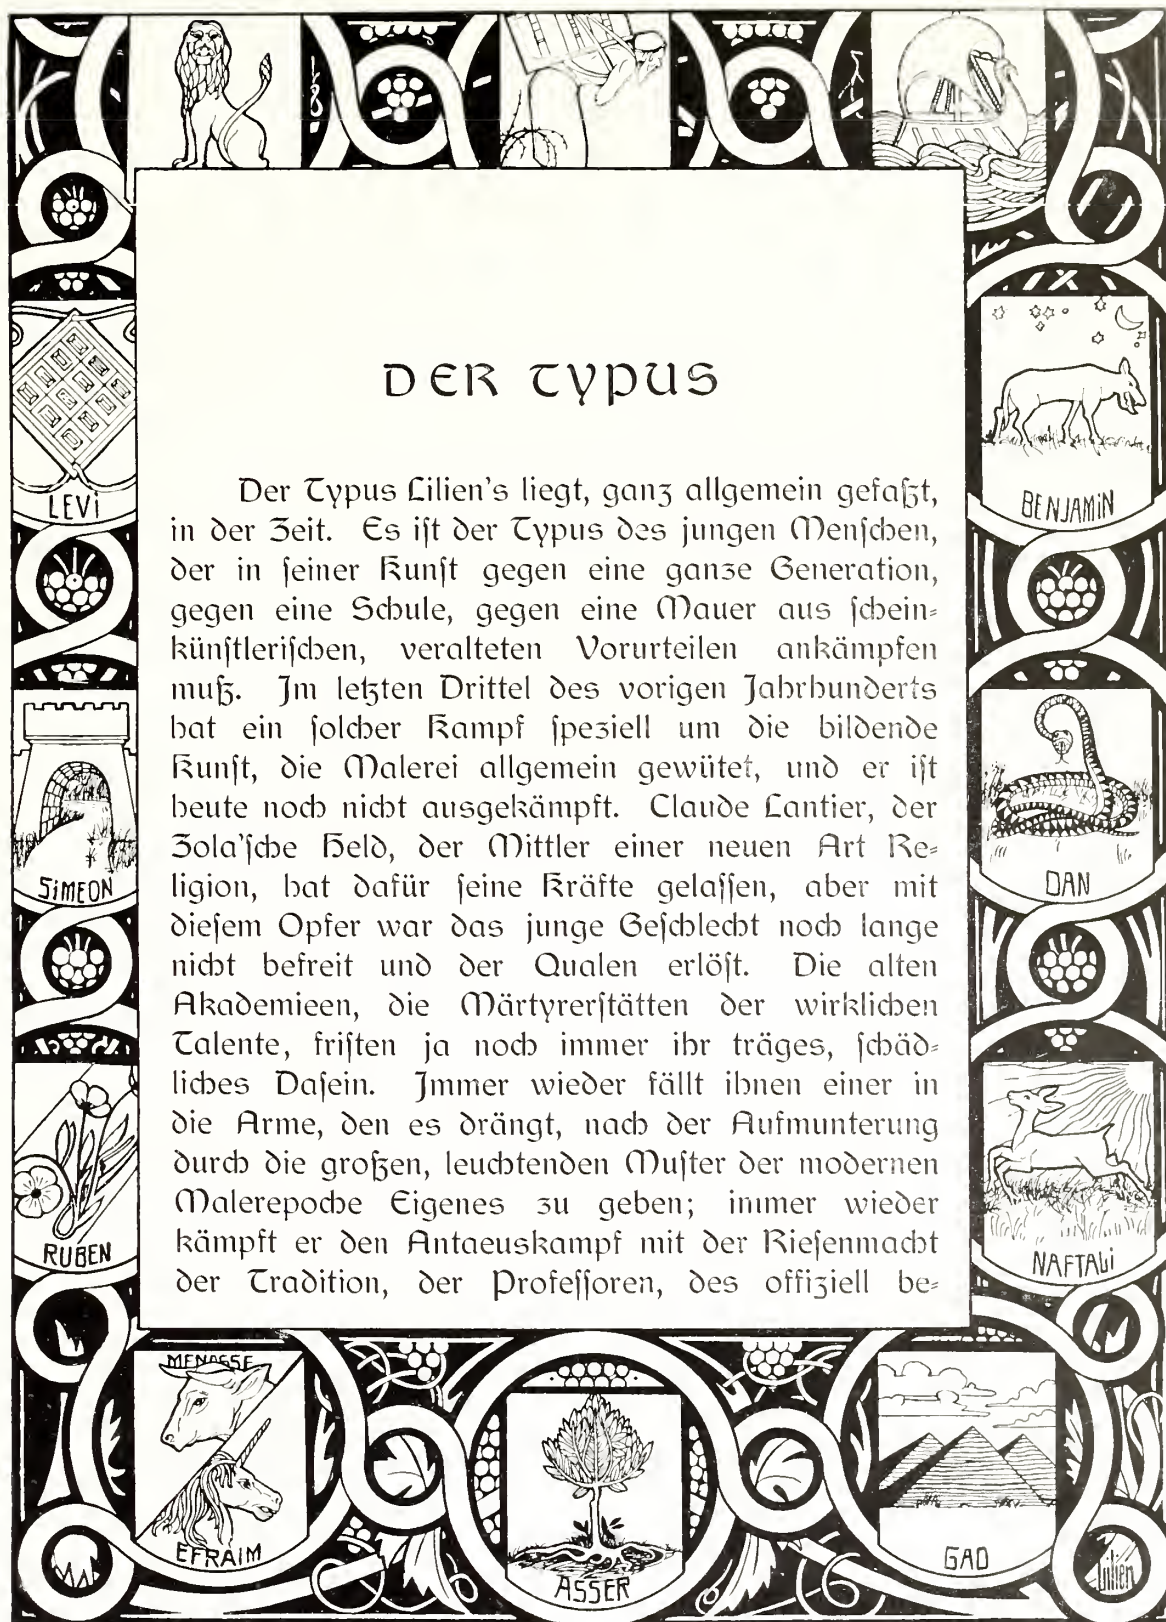 DER TYPUS
Der Typus Lilien's liegt, ganz allgemein gefaßt,
in der Zeit. Es iſt der Typus des jungen Menſchen,
der in ſeiner Kunſt gegen eine ganze Generation,
gegen eine Schule, gegen eine Mauer aus ſchein-
künſtleriſchen, veralteten Vorurteilen ankämpfen
muß. Im letzten Drittel des vorigen Jahrhunderts
hat ein ſolcher Kampf ſpeziell um die bildende
Kunſt, die Malerei allgemein gewütet, und er iſt
heute noch nicht ausgekämpft. Claude Lantier, der
Zola'ſche Held, der Mittler einer neuen Art Re-
ligion, hat dafür ſeine Kräfte gelaſſen, aber mit
dieſem Opfer war das junge Geſchlecht noch lange
nicht befreit und der Qualen erlöſt. Die alten
Akademieen, die Märtyrerſtätten der wirklichen
Talente, friſten ja noch immer ihr träges, ſchäd-
liches Daſein. Immer wieder fällt ihnen einer in
die Arme, den es drängt, nach der Aufmunterung
durch die großen, leuchtenden Muſter der modernen
Malerepoche Eigenes zu geben; immer wieder
kämpft er den Antaeuskampf mit der Rieſenmacht
der Tradition, der Profeſſoren, des offiziell be-
LEVI
SIMEON
RUBEN
BENJAMIN
DAN
NAFTALI
MENASSE
EFRAIM
ASSER
GAD
Lilien